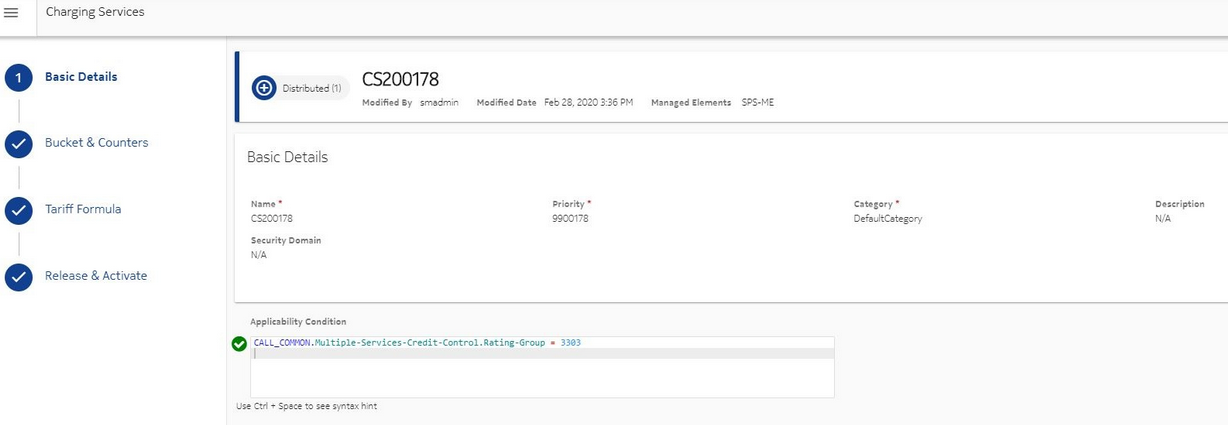 Charging Services
1 Basic Details
Bucket & Counters
Tariff Formula
Release & Activate
Distributed (1)
CS200178
Modified By smadmin Modified Date Feb 28, 2020 3:36 PM Managed Elements SPS-ME
Basic Details
Name * Priority * Category * Description
CS200178 9900178 DefaultCategory N/A
Security Domain
N/A
Applicability Condition
CALL_COMMON.Multiple-Services-Credit-Control.Rating-Group = 3303
Use Ctrl + Space to see syntax hint